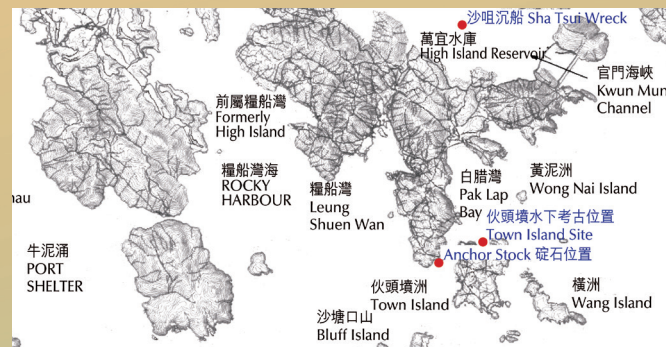 沙咀沉船 Sha Tsui Wreck
萬宜水庫
High Island Reservoir
官門海峽
Kwun Mun
Channel
前屬糧船灣
Formerly
High Island
糧船灣海
ROCKY
HARBOUR
糧船灣
Leung
Shuen Wan
白腊灣
Pak Lap
Bay
黃泥洲
Wong Nai Island
au
伙頭墳水下考古位置
Town Island Site
Anchor Stock 碇石位置
牛泥涌
PORT
SHELTER
伙頭墳洲
Town Island
橫洲
Wang Island
沙塘口山
Bluff Island